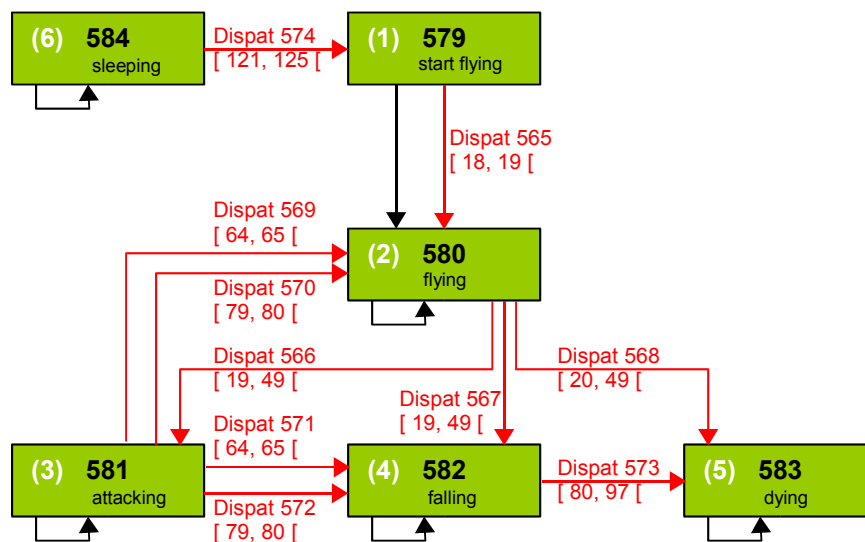 (6) 584
sleeping
Dispat 574
[ 121, 125 [
(1) 579
start flying
Dispat 565
[ 18, 19 [
Dispat 569
[ 64, 65 [
(2) 580
flying
Dispat 570
[ 79, 80 [
Dispat 566
[ 19, 49 [
Dispat 567
[ 19, 49 [
Dispat 568
[ 20, 49 [
Dispat 571
[ 64, 65 [
(3) 581
attacking
Dispat 572
[ 79, 80 [
(4) 582
falling
Dispat 573
[ 80, 97 [
(5) 583
dying